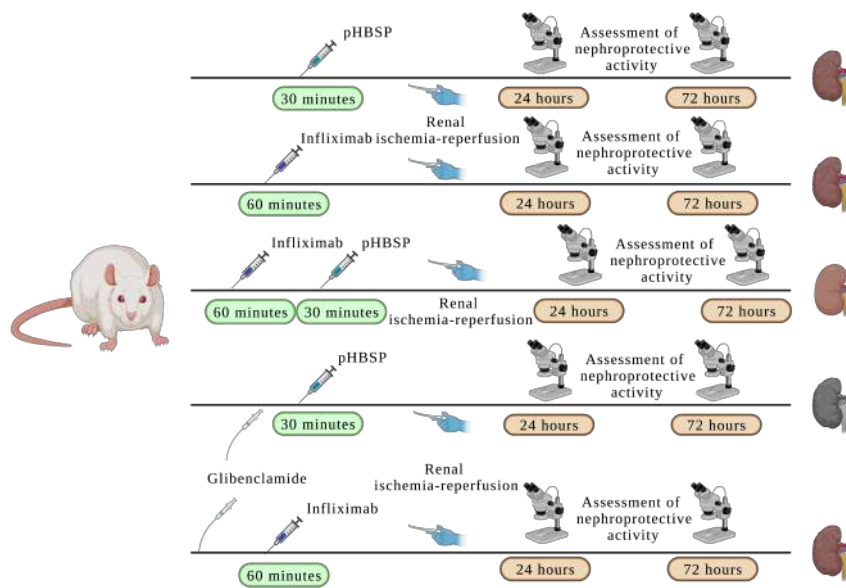 pHBSP
Assessment of
nephroprotective
activity
30 minutes
24 hours
72 hours
Renal
ischemia-reperfusion
Infliximab
Assessment of
nephroprotective
activity
60 minutes
24 hours
72 hours
Infliximab
pHBSP
Assessment of
nephroprotective
activity
60 minutes
30 minutes
Renal
ischemia-reperfusion
24 hours
72 hours
pHBSP
Assessment of
nephroprotective
activity
30 minutes
24 hours
72 hours
Glibenclamide
Renal
ischemia-reperfusion
Infliximab
Assessment of
nephroprotective
activity
60 minutes
24 hours
72 hours